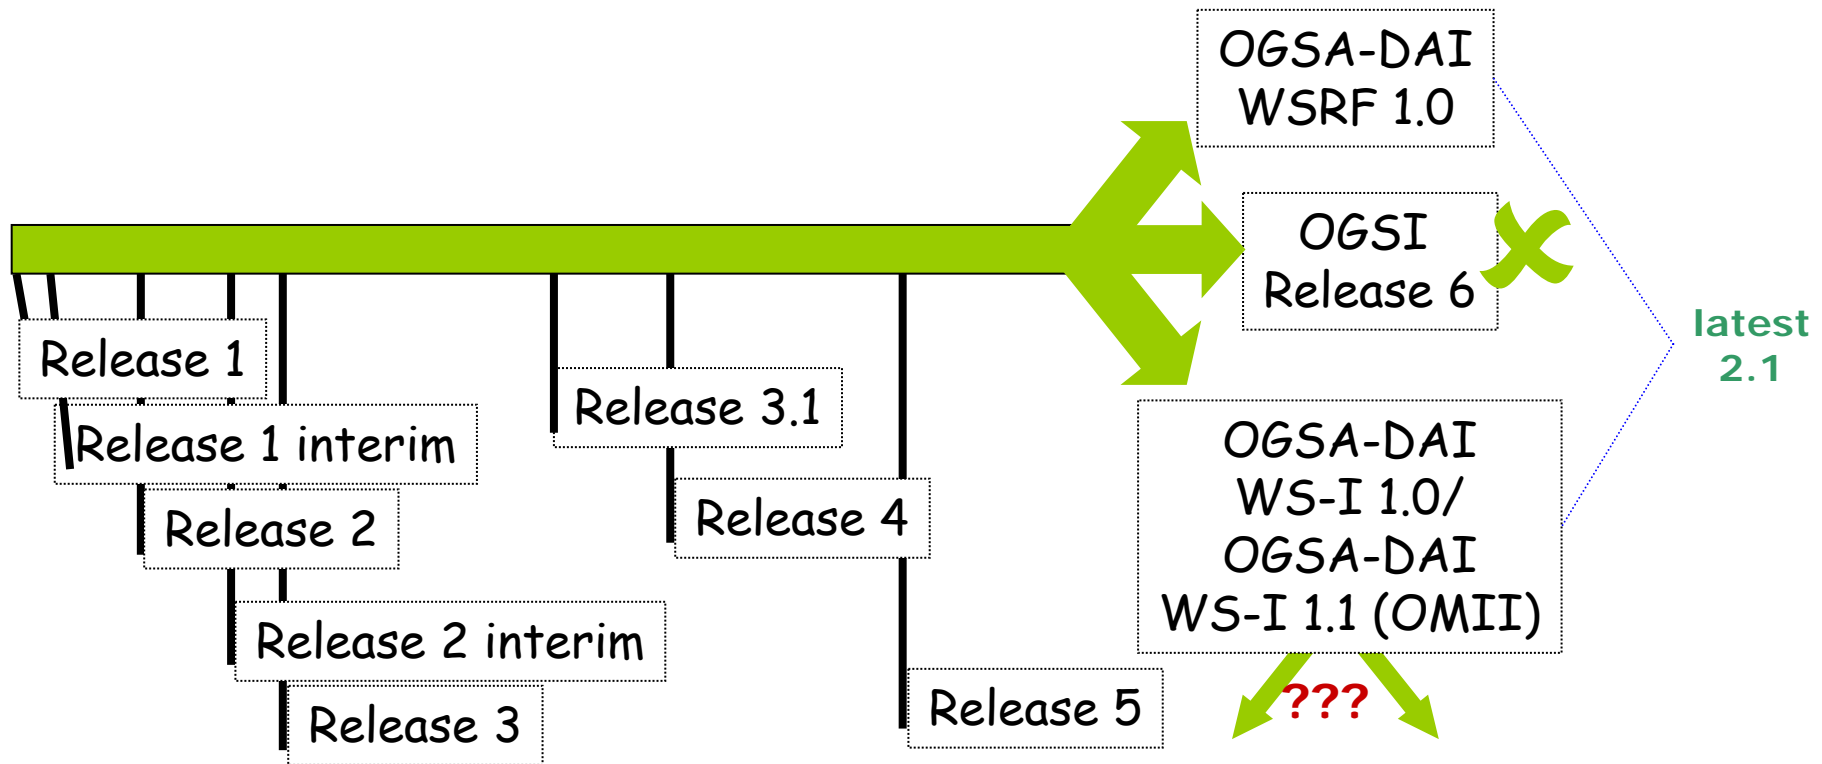 OGSA-DAI
WSRF 1.0
OGSI
Release 6
latest
2.1
Release 1
Release 1 interim
Release 2
Release 2 interim
Release 3
Release 3.1
Release 4
Release 5
OGSA-DAI
WS-I 1.0/
OGSA-DAI
WS-I 1.1 (OMII)
???